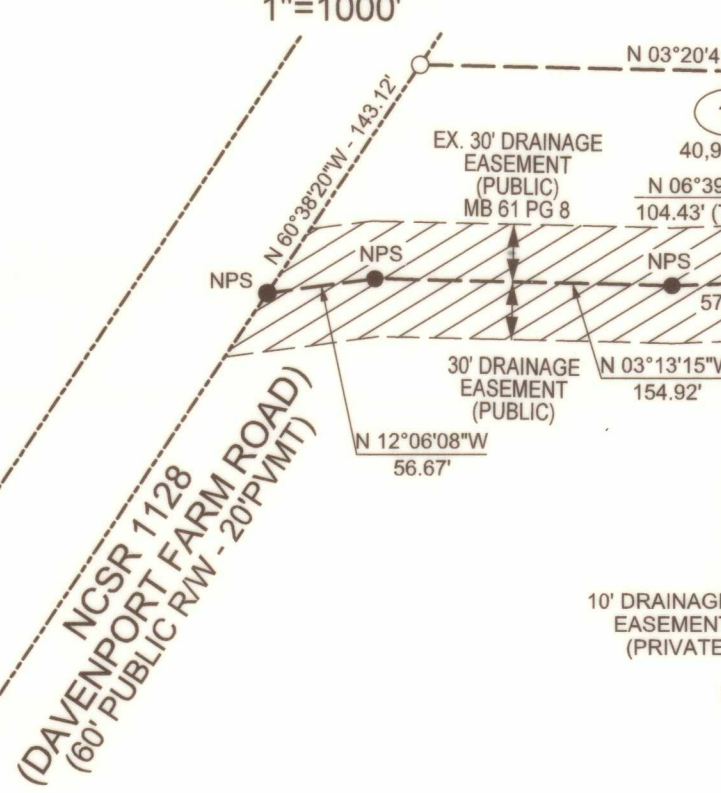 1"=1000'
N 03°20'4
N 60°38'20"W - 143.12'
EX. 30' DRAINAGE
EASEMENT
(PUBLIC)
MB 61 PG 8
40,9
N 06°39
104.43' (
NPS
NPS
NPS
57
30' DRAINAGE
EASEMENT
(PUBLIC)
N 03°13'15"W
154.92'
N 12°06'08"W
56.67'
NCSR 1128
(DAVENPORT FARM ROAD)
(60' PUBLIC R/W - 20'PVMT)
10' DRAINAGE
EASEMENT
(PRIVATE